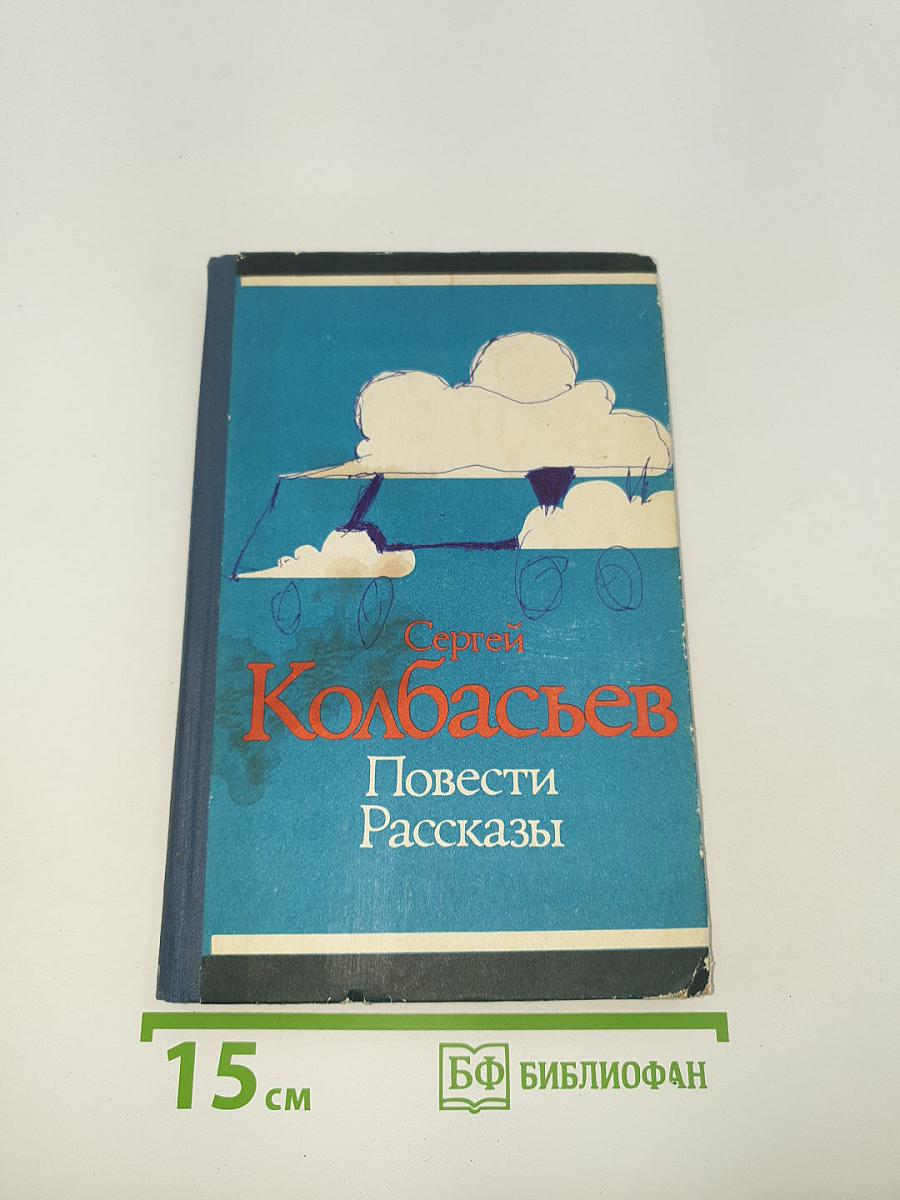 Сергей
Колбасьев
Повести
Рассказы
15 см
БФ БИБЛИОФАН